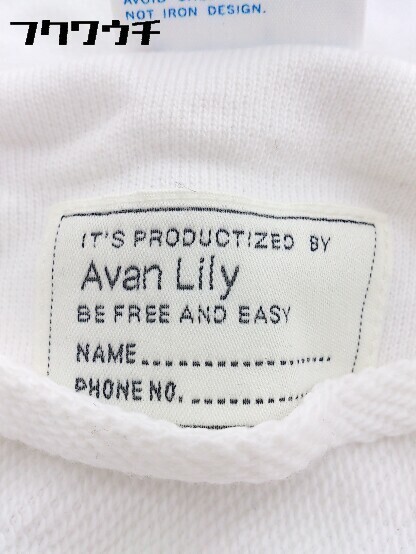 フクワウチ
NOT IRON DESIGN.
IT'S PRODUCTIZED BY
Avan Lily
BE FREE AND EASY
NAME
PHONE NO.